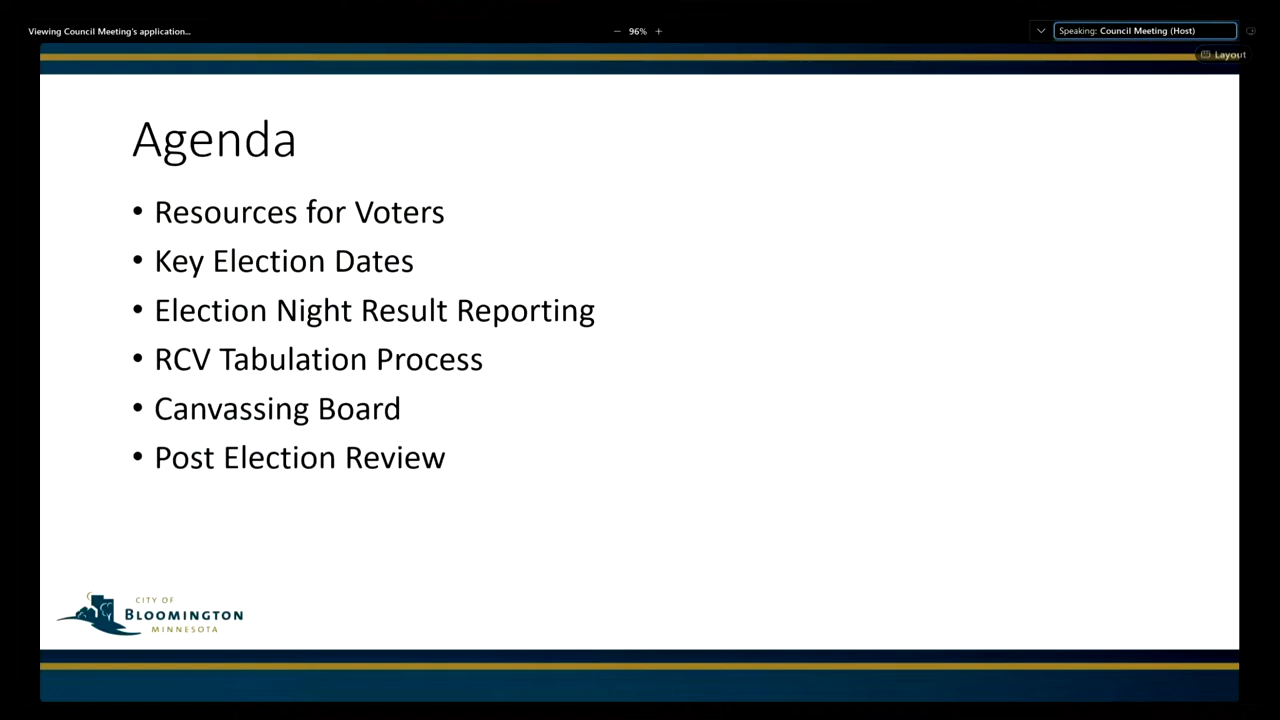 Viewing Council Meeting's application...
− 96% +
Speaking: Council Meeting (Host)
Layout
Agenda
• Resources for Voters
• Key Election Dates
• Election Night Result Reporting
• RCV Tabulation Process
• Canvassing Board
• Post Election Review
CITY OF
BLOOMINGTON
MINNESOTA